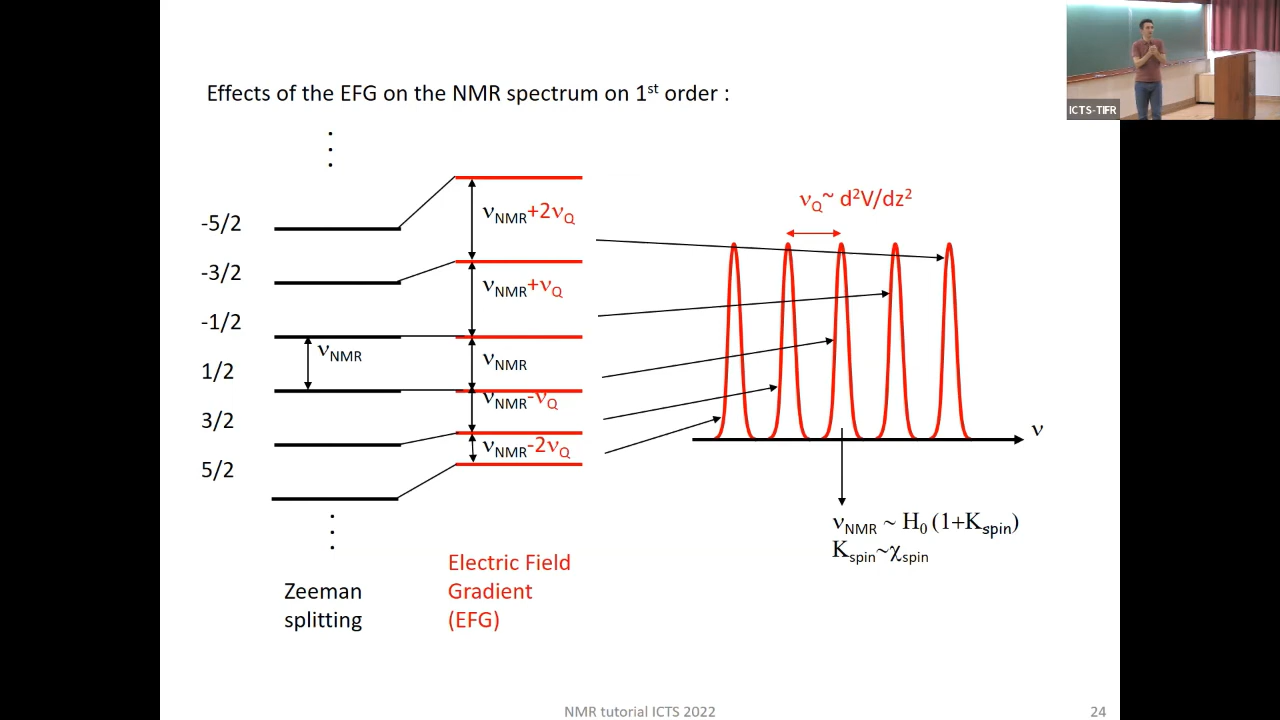 Effects of the EFG on the NMR spectrum on 1st order :
-5/2
-3/2
-1/2
1/2
3/2
5/2
νNMR
νNMR+2νQ
νNMR+νQ
νNMR
νNMR-νQ
νNMR-2νQ
νQ~ d²V/dz²
ν
νNMR ~ H0 (1+Kspin)
Kspin~χspin
Zeeman
splitting
Electric Field
Gradient
(EFG)
NMR tutorial ICTS 2022
24
ICTS-TIFR